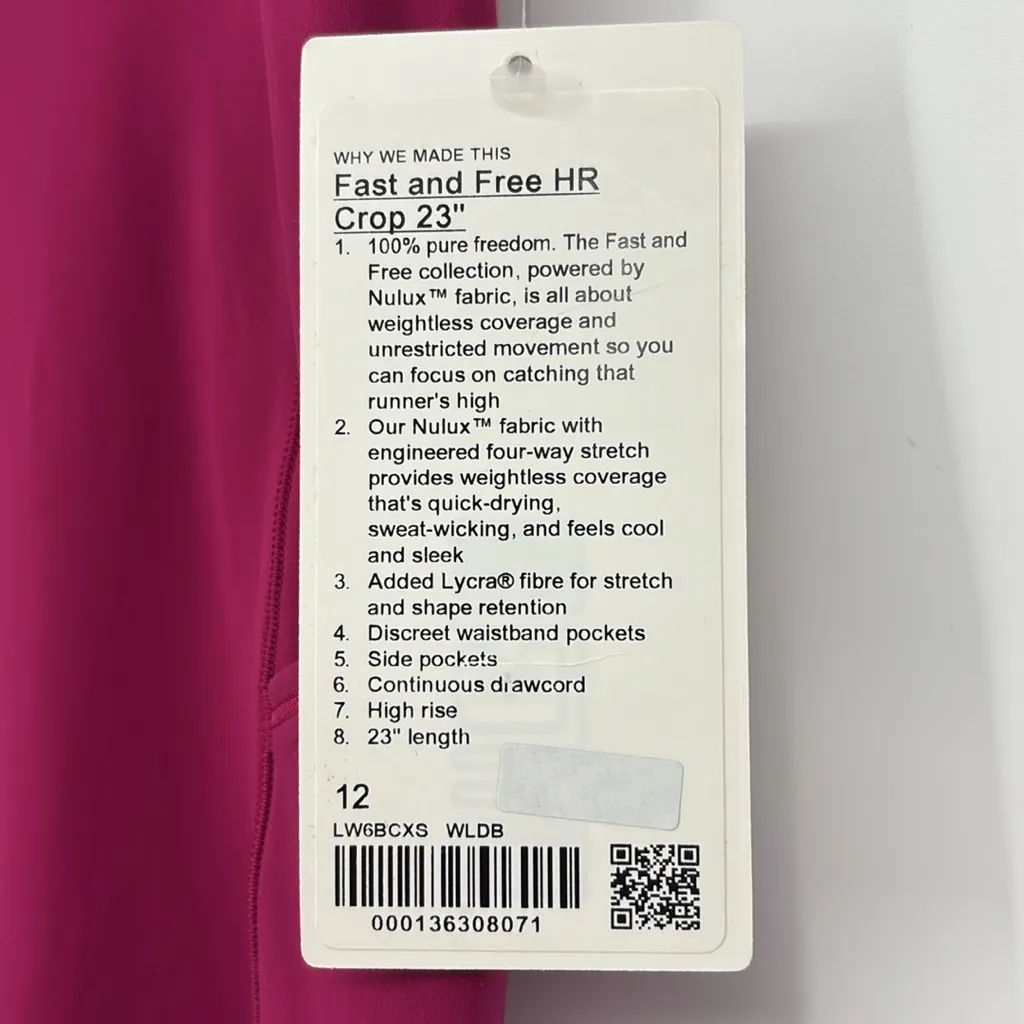 WHY WE MADE THIS
Fast and Free HR
Crop 23"
1. 100% pure freedom. The Fast and
Free collection, powered by
Nulux™ fabric, is all about
weightless coverage and
unrestricted movement so you
can focus on catching that
runner's high
2. Our Nulux™ fabric with
engineered four-way stretch
provides weightless coverage
that's quick-drying,
sweat-wicking, and feels cool
and sleek
3. Added Lycra® fibre for stretch
and shape retention
4. Discreet waistband pockets
5. Side pockets
6. Continuous drawcord
7. High rise
8. 23" length
12
LW6BCXS WLDB
000136308071